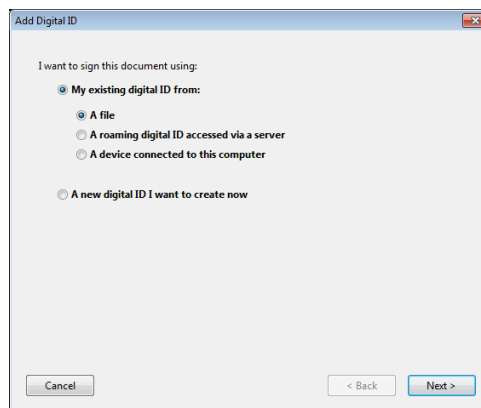 Add Digital ID
I want to sign this document using:
My existing digital ID from:
A file
A roaming digital ID accessed via a server
A device connected to this computer
A new digital ID I want to create now
Cancel
< Back
Next >